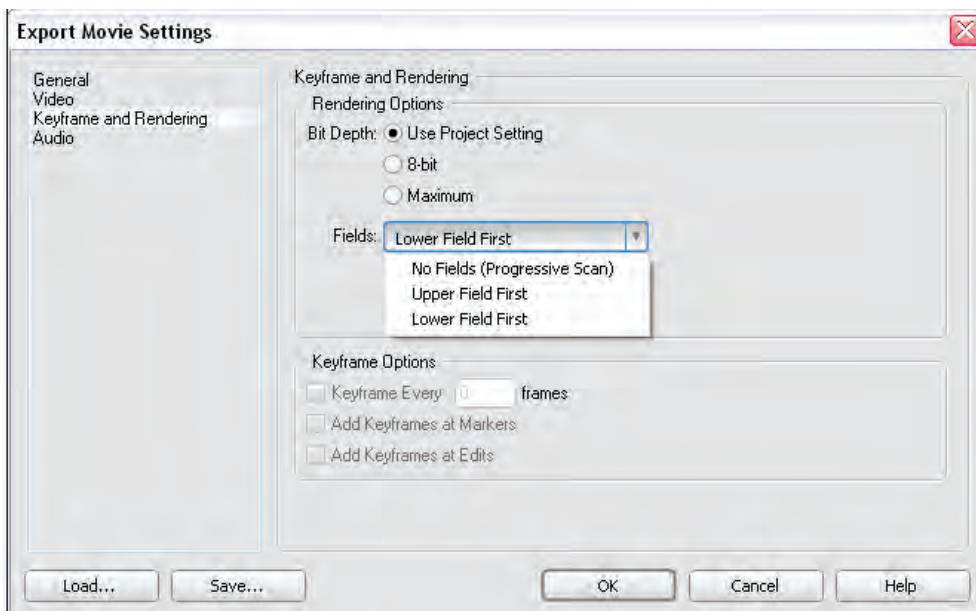 Export Movie Settings
General
Video
Keyframe and Rendering
Audio
Keyframe and Rendering
Rendering Options
Bit Depth: Use Project Setting
8-bit
Maximum
Fields: Lower Field First
No Fields (Progressive Scan)
Upper Field First
Lower Field First
Keyframe Options
Keyframe Every 0 frames
Add Keyframes at Markers
Add Keyframes at Edits
Load... Save... OK Cancel Help